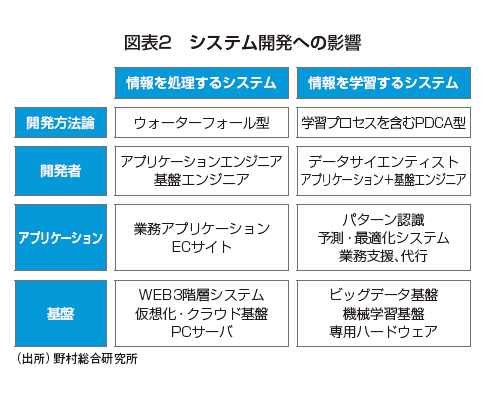 図表2 システム開発への影響
情報を処理するシステム 情報を学習するシステム
開発方法論 ウォーターフォール型 学習プロセスを含むPDCA型
開発者 アプリケーションエンジニア データサイエンティスト
基盤エンジニア アプリケーション+基盤エンジニア
アプリケーション 業務アプリケーション パターン認識
ECサイト 予測・最適化システム
業務支援、代行
基盤 WEB3階層システム ビッグデータ基盤
仮想化・クラウド基盤 機械学習基盤
PCサーバ 専用ハードウェア
(出所)野村総合研究所